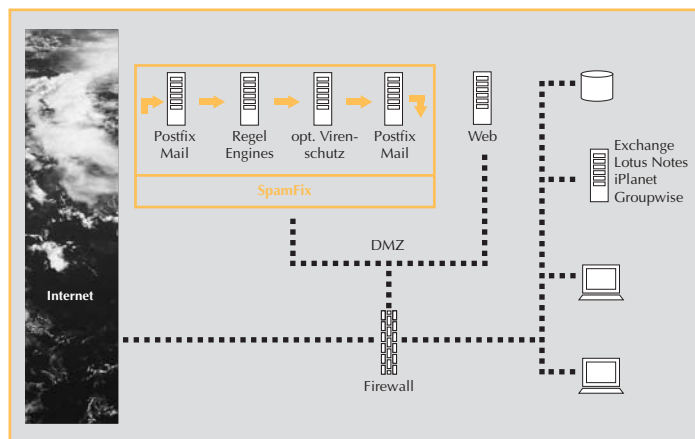 Postfix
Mail
Regel
Engines
opt. Viren-
schutz
Postfix
Mail
Web
SpamFix
Exchange
Lotus Notes
iPlanet
Groupwise
DMZ
Internet
Firewall